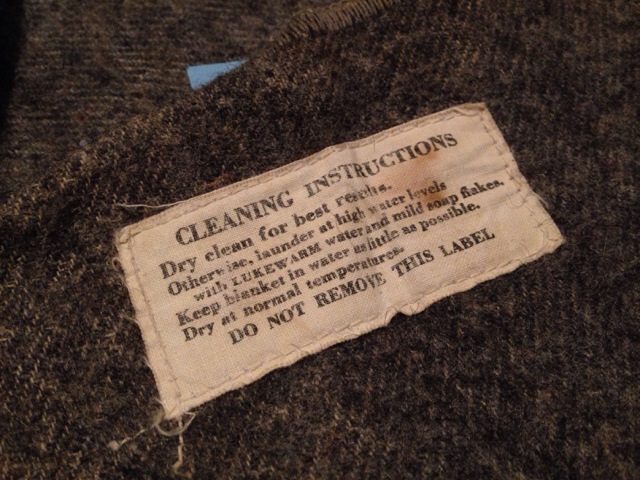 CLEANING INSTRUCTIONS
Dry clean for best results.
Otherwise, launder at high water levels
with LUKEWARM water and mild soap flakes.
Keep blanket in water as little as possible.
Dry at normal temperatures.
DO NOT REMOVE THIS LABEL